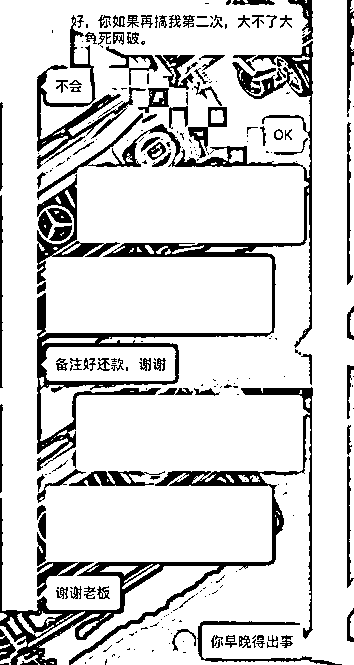 好，你如果再搞我第二次，大不了大
鱼死网破。
不会
OK
备注好还款，谢谢
谢谢老板
你早晚得出事